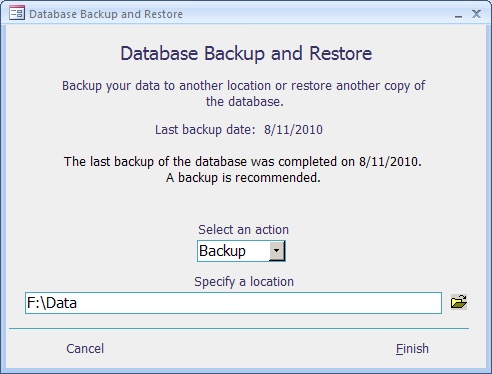 Database Backup and Restore
Database Backup and Restore
Backup your data to another location or restore another copy of
the database.
Last backup date: 8/11/2010
The last backup of the database was completed on 8/11/2010.
A backup is recommended.
Select an action
Backup
Specify a location
F:\Data
Cancel
Finish